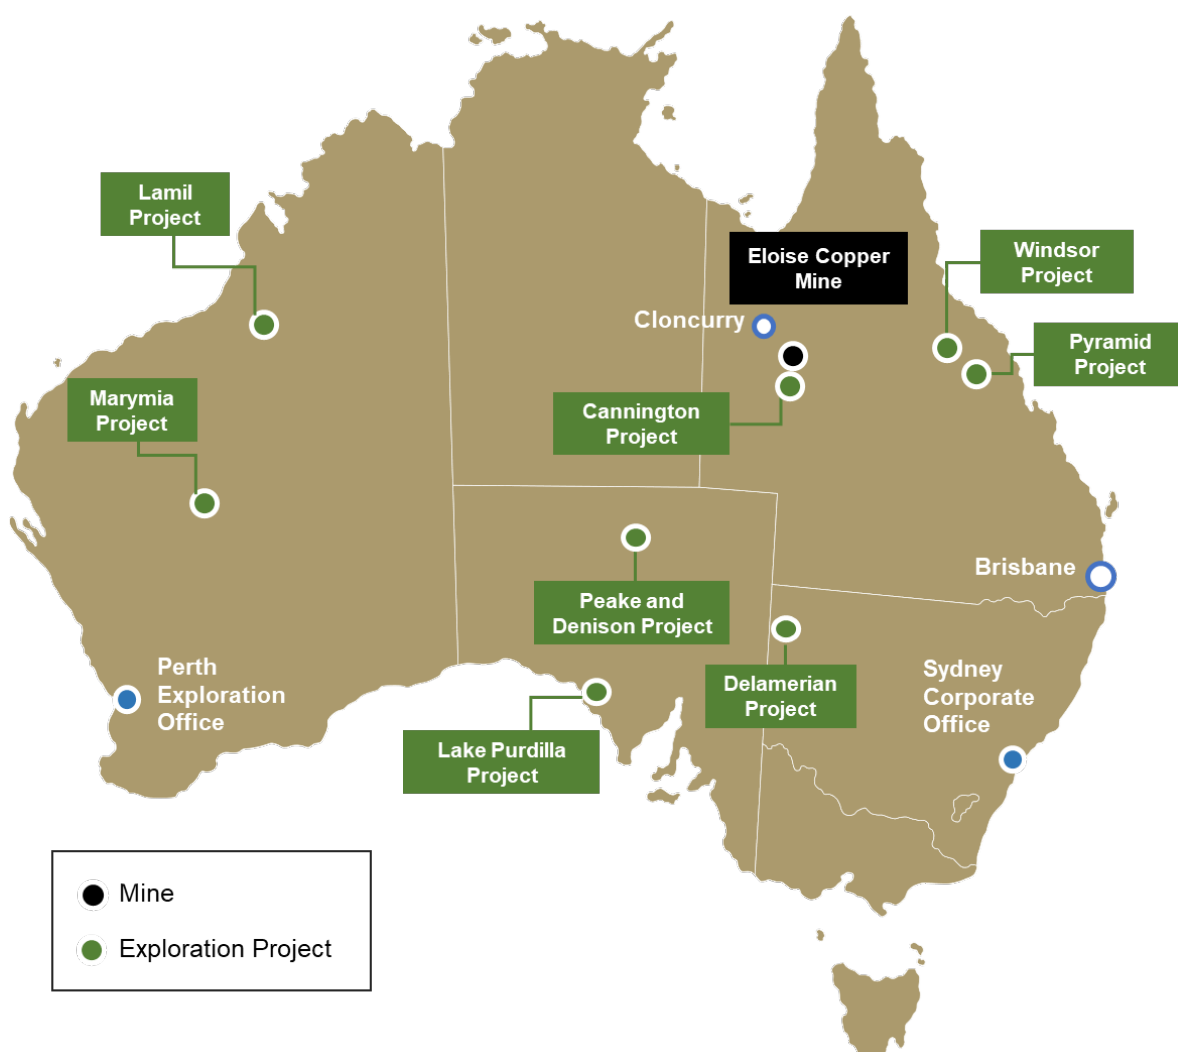 Lamil
Project
Eloise Copper
Mine
Windsor
Project
Cloncurry
Pyramid
Project
Marymia
Project
Cannington
Project
Brisbane
Peake and
Denison Project
Perth
Exploration
Office
Delamerian
Project
Sydney
Corporate
Office
Lake Purdilla
Project
Mine
Exploration Project